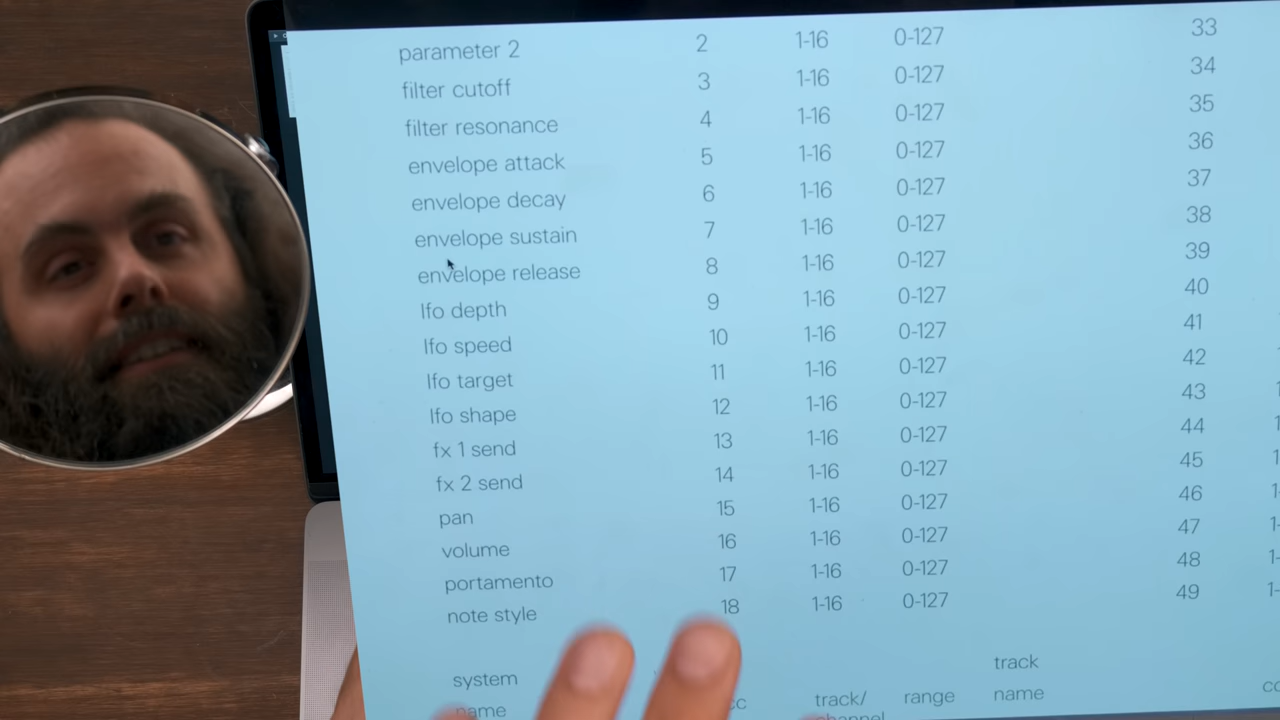 parameter 2 2 1-16 0-127 33
filter cutoff 3 1-16 0-127 34
filter resonance 4 1-16 0-127 35
envelope attack 5 1-16 0-127 36
envelope decay 6 1-16 0-127 37
envelope sustain 7 1-16 0-127 38
envelope release 8 1-16 0-127 39
lfo depth 9 1-16 0-127 40
lfo speed 10 1-16 0-127 41
lfo target 11 1-16 0-127 42
lfo shape 12 1-16 0-127 43
fx 1 send 13 1-16 0-127 44
fx 2 send 14 1-16 0-127 45
pan 15 1-16 0-127 46
volume 16 1-16 0-127 47
portamento 17 1-16 0-127 48
note style 18 1-16 0-127 49
system track
name track/ range name
channel